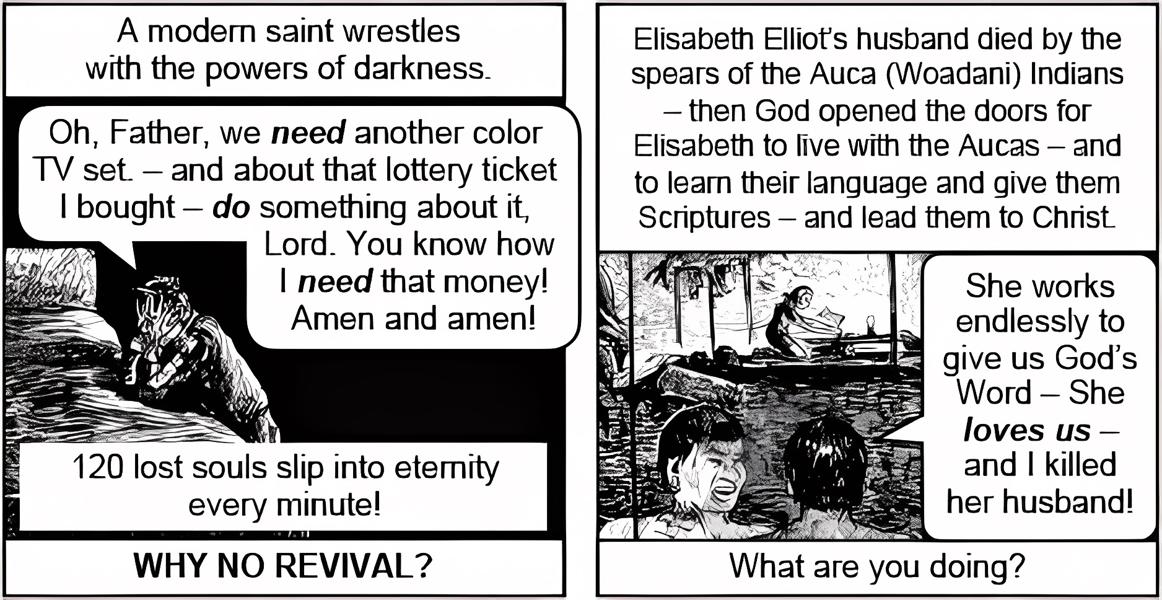 A modern saint wrestles
with the powers of darkness.
Oh, Father, we need another color
TV set. – and about that lottery ticket
I bought – do something about it,
Lord. You know how
I need that money!
Amen and amen!
120 lost souls slip into eternity
every minute!
WHY NO REVIVAL?
Elisabeth Elliot's husband died by the
spears of the Auca (Woadani) Indians
– then God opened the doors for
Elisabeth to live with the Aucas – and
to learn their language and give them
Scriptures – and lead them to Christ.
She works
endlessly to
give us God's
Word – She
loves us –
and I killed
her husband!
What are you doing?